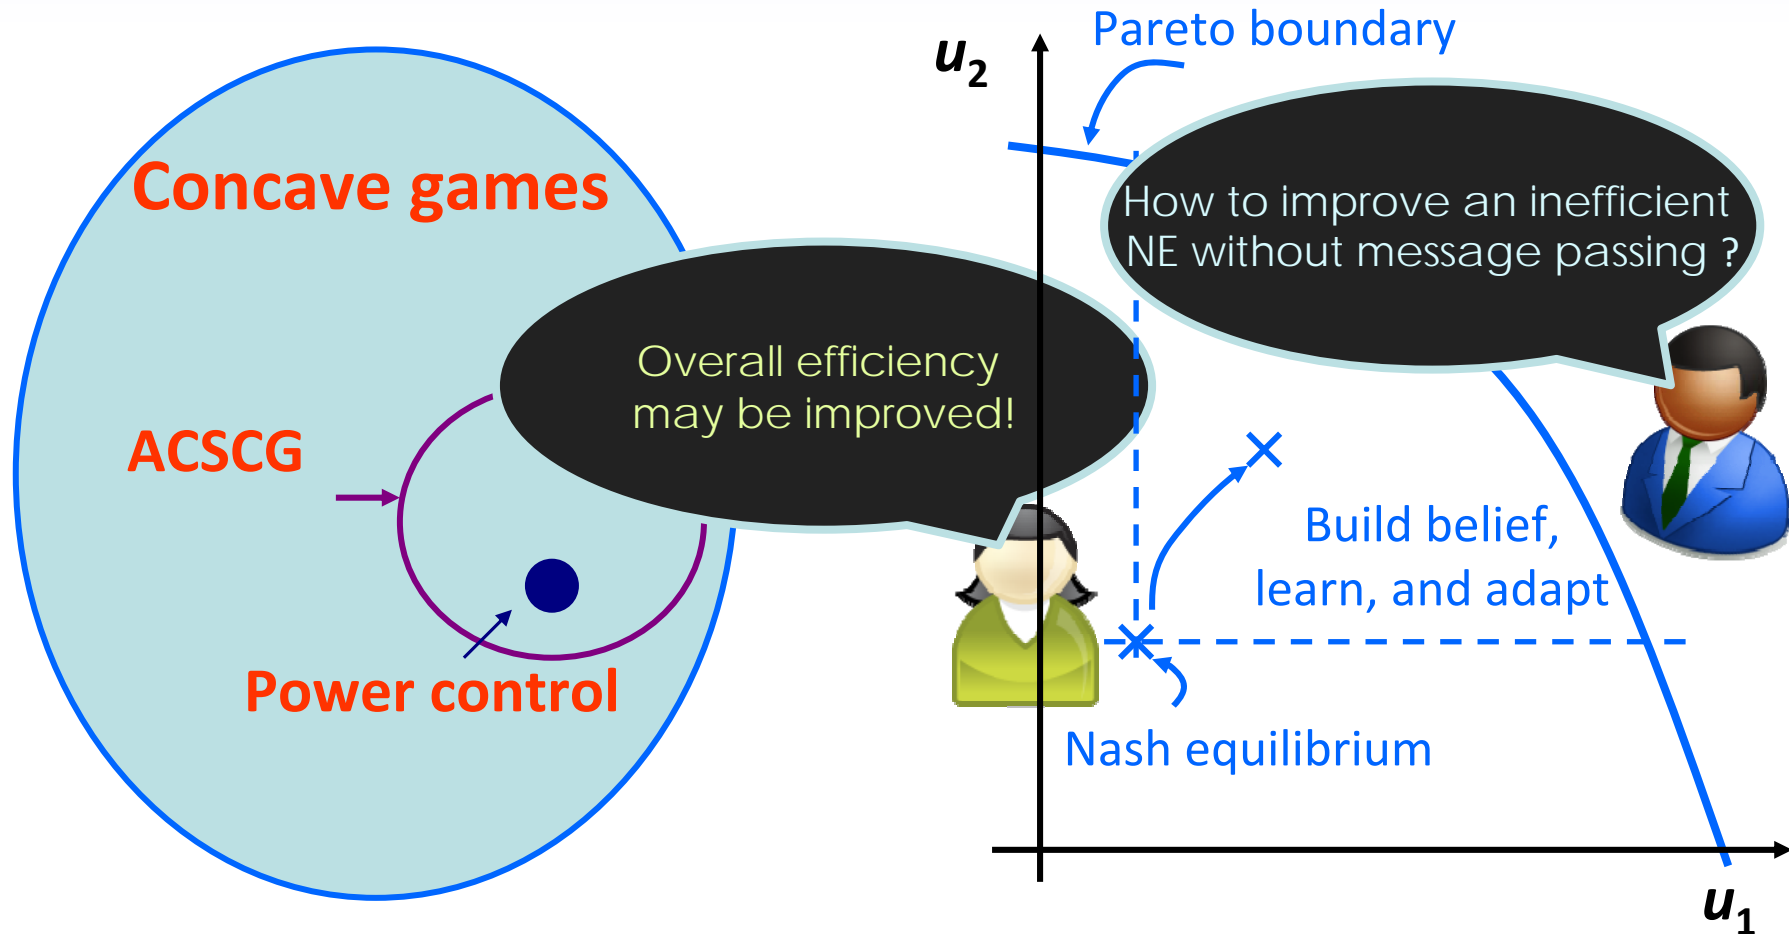 Concave games
ACSCG
Power control
Overall efficiency
may be improved!
u2
Pareto boundary
How to improve an inefficient
NE without message passing ?
Build belief,
learn, and adapt
Nash equilibrium
u1